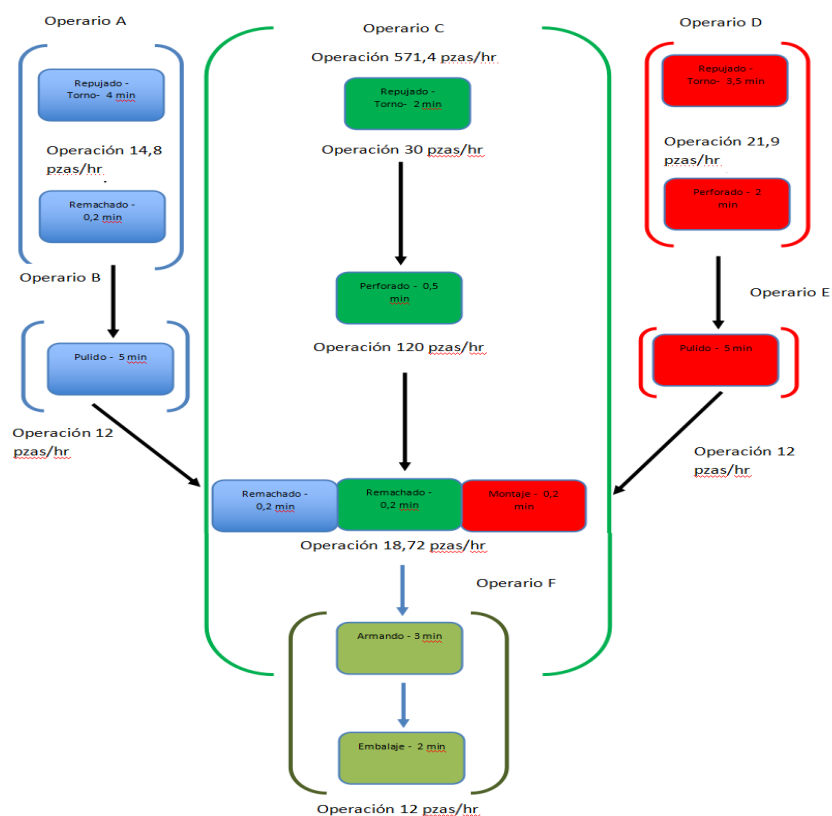 Operario A
Operario C
Operario D
Operación 571,4 pzas/hr.
Repujado -
Torno- 4 min
Repujado -
Torno- 2 min
Repujado -
Torno- 3,5 min
Operación 14,8
pzas/hr.
Operación 30 pzas/hr
Operación 21,9
pzas/hr.
Remachado -
0,2 min
Perforado - 2
min
Operario B
Perforado - 0,5
min
Operario E
Pulido - 5 min
Operación 120 pzas/hr
Pulido - 5 min
Operación 12
pzas/hr
Operación 12
pzas/hr
Remachado -
0,2 min
Remachado -
0,2 min
Montaje - 0,2
min
Operación 18,72 pzas/hr
Operario F
Armando - 3 min
Embalaje - 2 min
Operación 12 pzas/hr